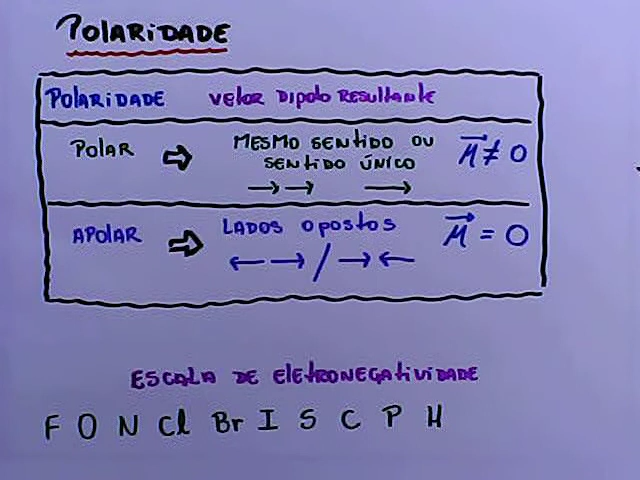 POLARIDADE
POLARIDADE VETOR DIPOLO RESULTANTE
POLAR ⇨ MESMO SENTIDO OU
SENTIDO ÚNICO μ⃗ ≠ 0
→ → →
APOLAR ⇨ LADOS OPOSTOS μ⃗ = 0
← → / → ←
ESCALA DE ELETRONEGATIVIDADE
F O N Cl Br I S C P H